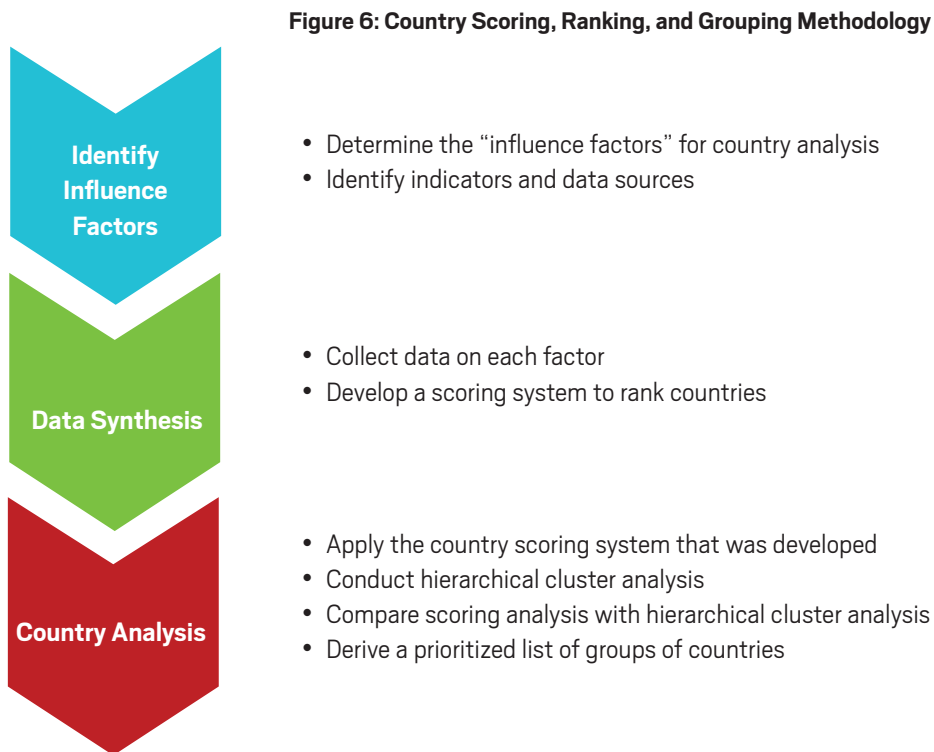 Figure 6: Country Scoring, Ranking, and Grouping Methodology
Identify
Influence
Factors
• Determine the “influence factors” for country analysis
• Identify indicators and data sources
Data Synthesis
• Collect data on each factor
• Develop a scoring system to rank countries
Country Analysis
• Apply the country scoring system that was developed
• Conduct hierarchical cluster analysis
• Compare scoring analysis with hierarchical cluster analysis
• Derive a prioritized list of groups of countries